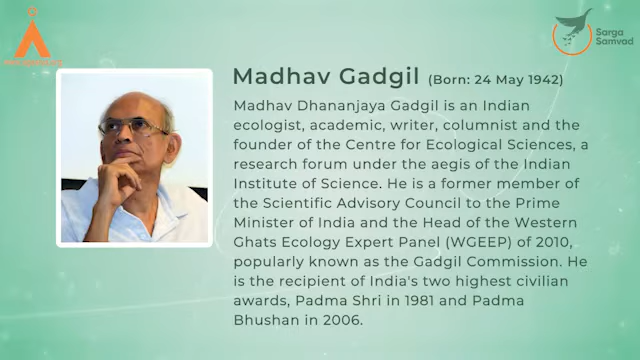 Sarga
Samvad
Madhav Gadgil (Born: 24 May 1942)
Madhav Dhananjaya Gadgil is an Indian
ecologist, academic, writer, columnist and the
founder of the Centre for Ecological Sciences, a
research forum under the aegis of the Indian
Institute of Science. He is a former member of
the Scientific Advisory Council to the Prime
Minister of India and the Head of the Western
Ghats Ecology Expert Panel (WGEEP) of 2010,
popularly known as the Gadgil Commission. He
is the recipient of India's two highest civilian
awards, Padma Shri in 1981 and Padma
Bhushan in 2006.